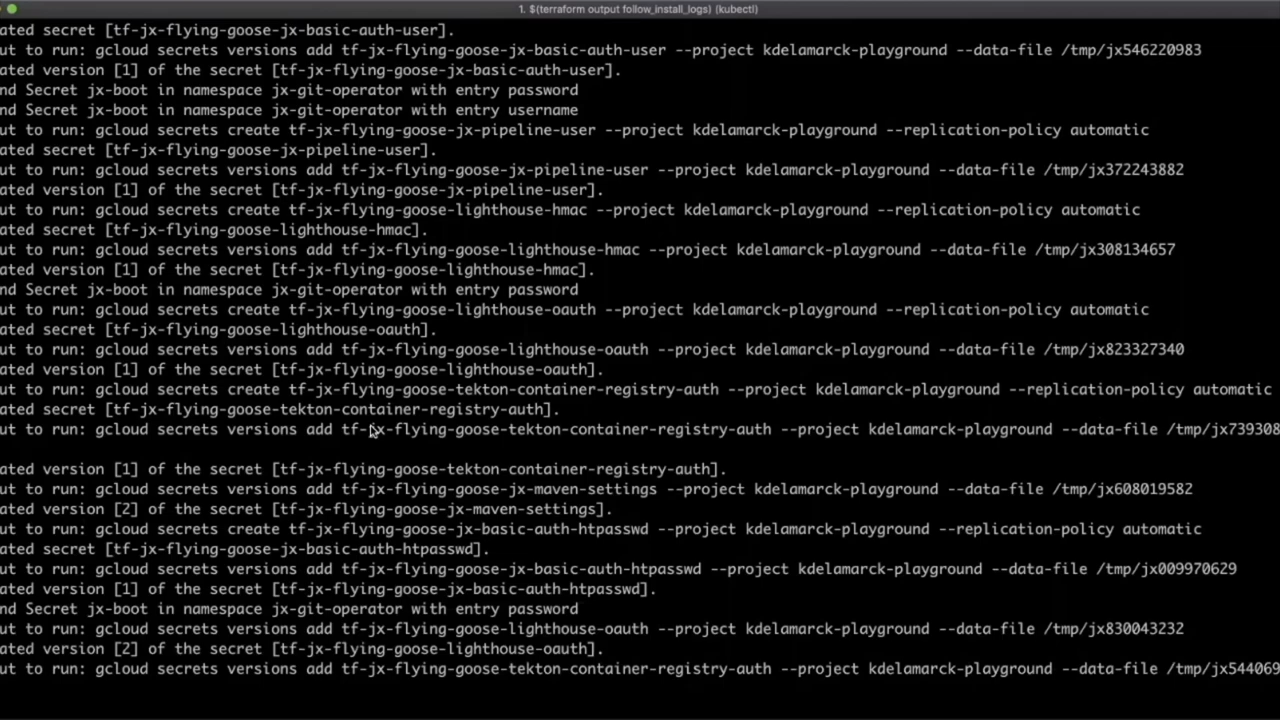 1. $(terraform output follow_install_logs) (kubectl)
ated secret [tf-jx-flying-goose-jx-basic-auth-user].
ut to run: gcloud secrets versions add tf-jx-flying-goose-jx-basic-auth-user --project kdelamarck-playground --data-file /tmp/jx546220983
ated version [1] of the secret [tf-jx-flying-goose-jx-basic-auth-user].
nd Secret jx-boot in namespace jx-git-operator with entry password
nd Secret jx-boot in namespace jx-git-operator with entry username
ut to run: gcloud secrets create tf-jx-flying-goose-jx-pipeline-user --project kdelamarck-playground --replication-policy automatic
ated secret [tf-jx-flying-goose-jx-pipeline-user].
ut to run: gcloud secrets versions add tf-jx-flying-goose-jx-pipeline-user --project kdelamarck-playground --data-file /tmp/jx372243882
ated version [1] of the secret [tf-jx-flying-goose-jx-pipeline-user].
ut to run: gcloud secrets create tf-jx-flying-goose-lighthouse-hmac --project kdelamarck-playground --replication-policy automatic
ated secret [tf-jx-flying-goose-lighthouse-hmac].
ut to run: gcloud secrets versions add tf-jx-flying-goose-lighthouse-hmac --project kdelamarck-playground --data-file /tmp/jx308134657
ated version [1] of the secret [tf-jx-flying-goose-lighthouse-hmac].
nd Secret jx-boot in namespace jx-git-operator with entry password
ut to run: gcloud secrets create tf-jx-flying-goose-lighthouse-oauth --project kdelamarck-playground --replication-policy automatic
ated secret [tf-jx-flying-goose-lighthouse-oauth].
ut to run: gcloud secrets versions add tf-jx-flying-goose-lighthouse-oauth --project kdelamarck-playground --data-file /tmp/jx823327340
ated version [1] of the secret [tf-jx-flying-goose-lighthouse-oauth].
ut to run: gcloud secrets create tf-jx-flying-goose-tekton-container-registry-auth --project kdelamarck-playground --replication-policy automatic
ated secret [tf-jx-flying-goose-tekton-container-registry-auth].
ut to run: gcloud secrets versions add tf-jx-flying-goose-tekton-container-registry-auth --project kdelamarck-playground --data-file /tmp/jx739308
ated version [1] of the secret [tf-jx-flying-goose-tekton-container-registry-auth].
ut to run: gcloud secrets versions add tf-jx-flying-goose-jx-maven-settings --project kdelamarck-playground --data-file /tmp/jx608019582
ated version [2] of the secret [tf-jx-flying-goose-jx-maven-settings].
ut to run: gcloud secrets create tf-jx-flying-goose-jx-basic-auth-htpasswd --project kdelamarck-playground --replication-policy automatic
ated secret [tf-jx-flying-goose-jx-basic-auth-htpasswd].
ut to run: gcloud secrets versions add tf-jx-flying-goose-jx-basic-auth-htpasswd --project kdelamarck-playground --data-file /tmp/jx009970629
ated version [1] of the secret [tf-jx-flying-goose-jx-basic-auth-htpasswd].
nd Secret jx-boot in namespace jx-git-operator with entry password
ut to run: gcloud secrets versions add tf-jx-flying-goose-lighthouse-oauth --project kdelamarck-playground --data-file /tmp/jx830043232
ated version [2] of the secret [tf-jx-flying-goose-lighthouse-oauth].
ut to run: gcloud secrets versions add tf-jx-flying-goose-tekton-container-registry-auth --project kdelamarck-playground --data-file /tmp/jx544069